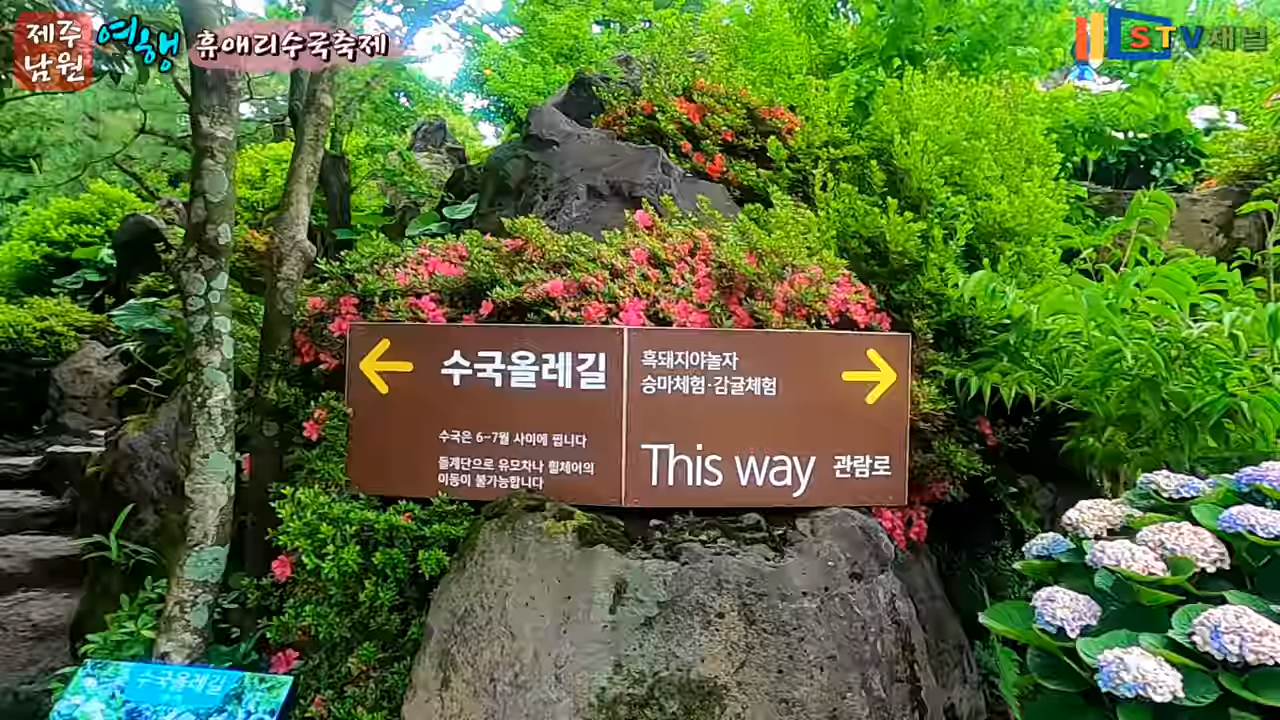 제주
남원
여행
휴애리수국축제
STV채널
수국올레길
수국은 6~7월 사이에 핍니다
돌계단으로 유모차나 휠체어의
이동이 불가능합니다
흑돼지야놀자
승마체험·감귤체험
This way 관람로
수국올레길